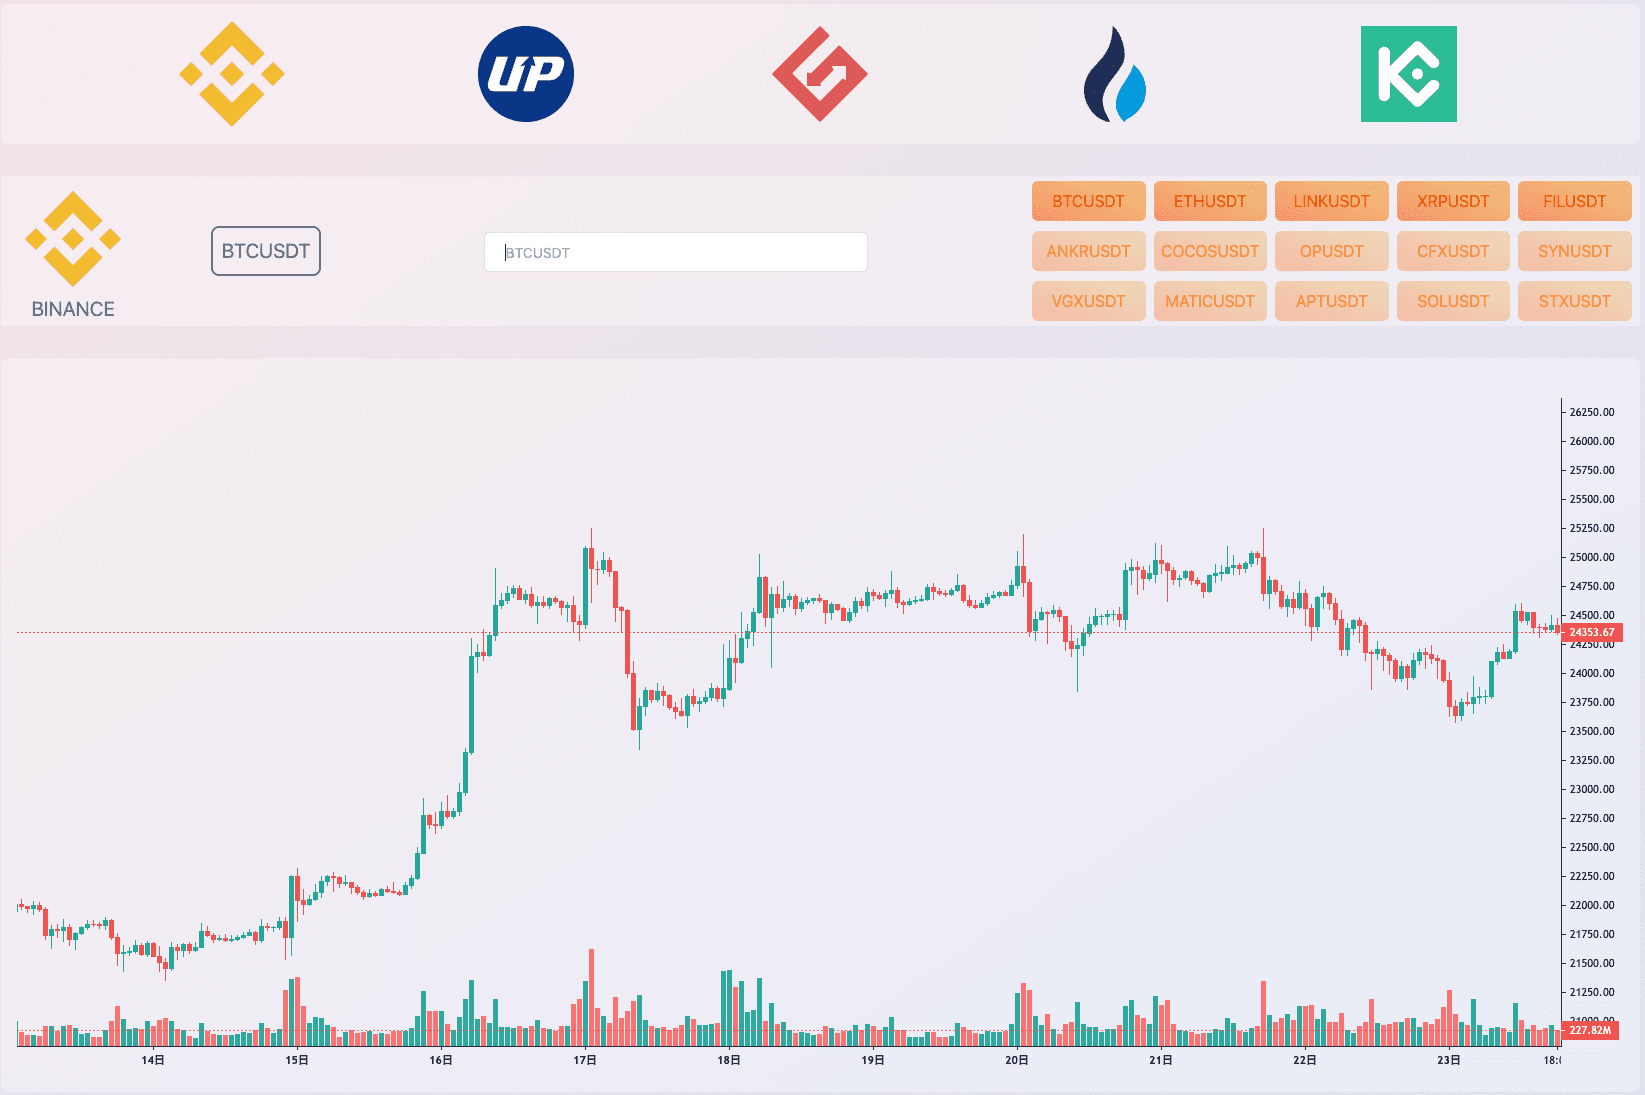 UP
BTCUSDT
BTCUSDT
BINANCE
BTCUSDT ETHUSDT LINKUSDT XRPUSDT FILUSDT
ANKRUSDT COCOSUSDT OPUSDT CFXUSDT SYNUSDT
VGXUSDT MATICUSDT APTUSDT SOLUSDT STXUSDT
26250.00
26000.00
25750.00
25500.00
25250.00
25000.00
24750.00
24500.00
24353.67
24250.00
24000.00
23750.00
23500.00
23250.00
23000.00
22750.00
22500.00
22250.00
22000.00
21750.00
21500.00
21250.00
21000.00
227.82M
14日 15日 16日 17日 18日 19日 20日 21日 22日 23日 18: